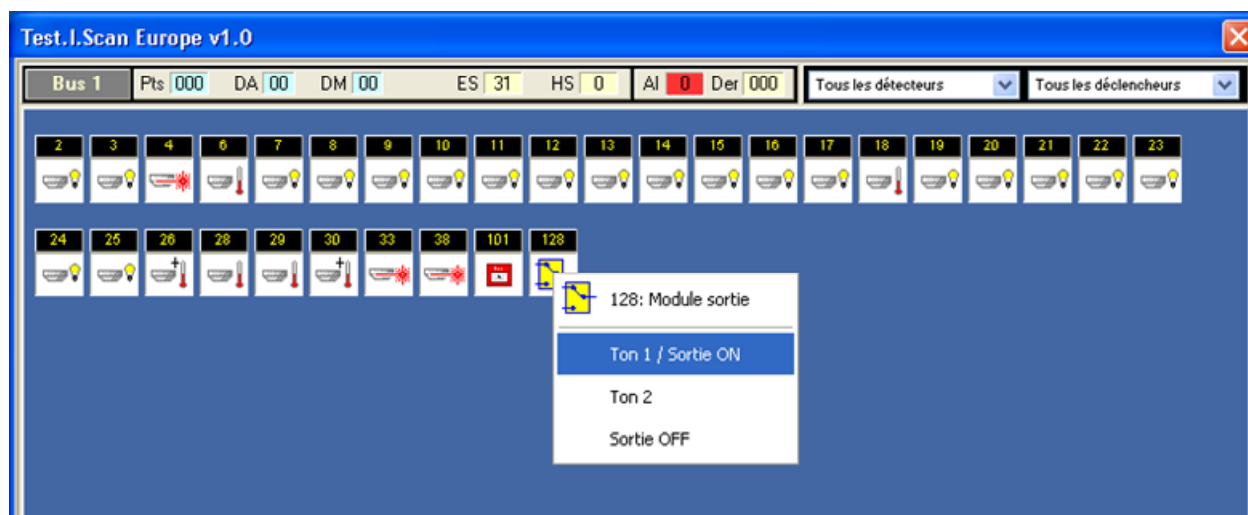 Test.I.Scan Europe v1.0
Bus 1 Pts 000 DA 00 DM 00 ES 31 HS 0 Al 0 Der 000 Tous les détecteurs Tous les déclencheurs
2 3 4 6 7 8 9 10 11 12 13 14 15 16 17 18 19 20 21 22 23
24 25 26 28 29 30 33 38 101 128
128: Module sortie
Ton 1 / Sortie ON
Ton 2
Sortie OFF